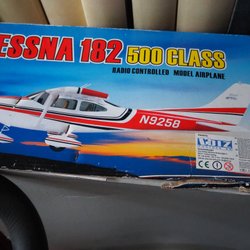 ESSNA 182 500 CLASS
RADIO CONTROLLED MODEL AIRPLANE
N9258